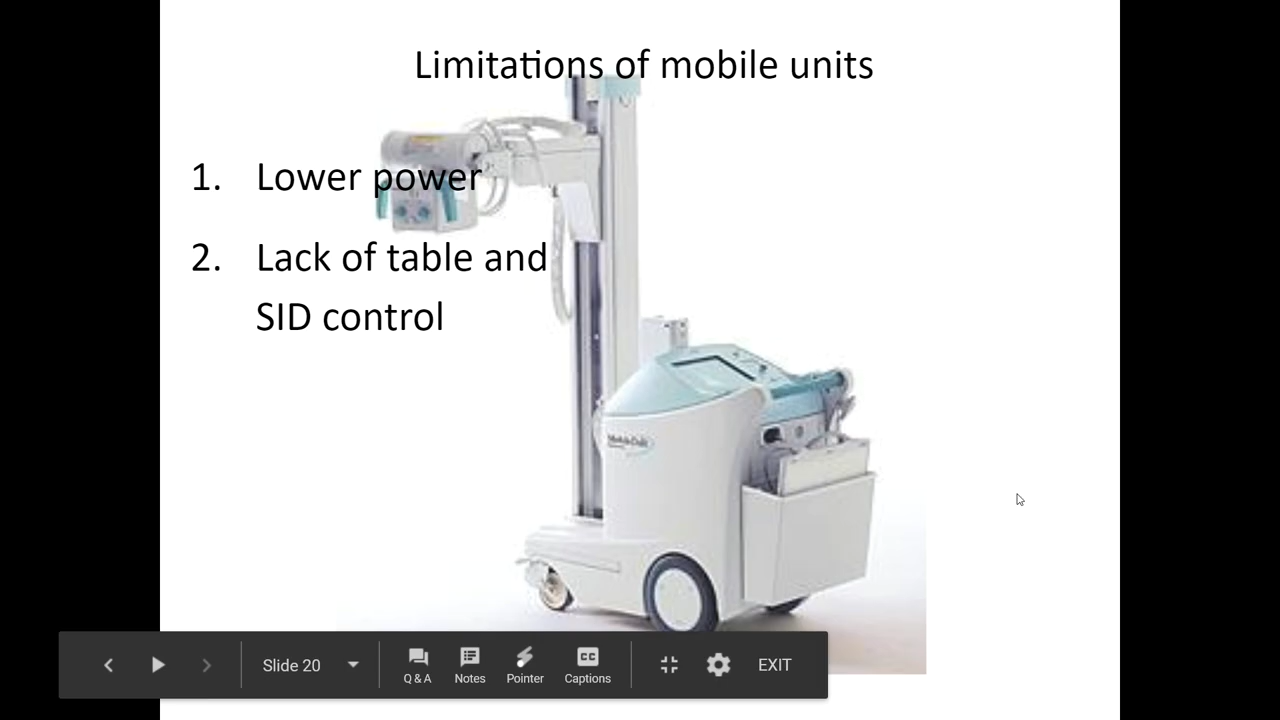 Limitations of mobile units
1. Lower power
2. Lack of table and
SID control
Slide 20
Q & A
Notes
Pointer
CC
Captions
EXIT